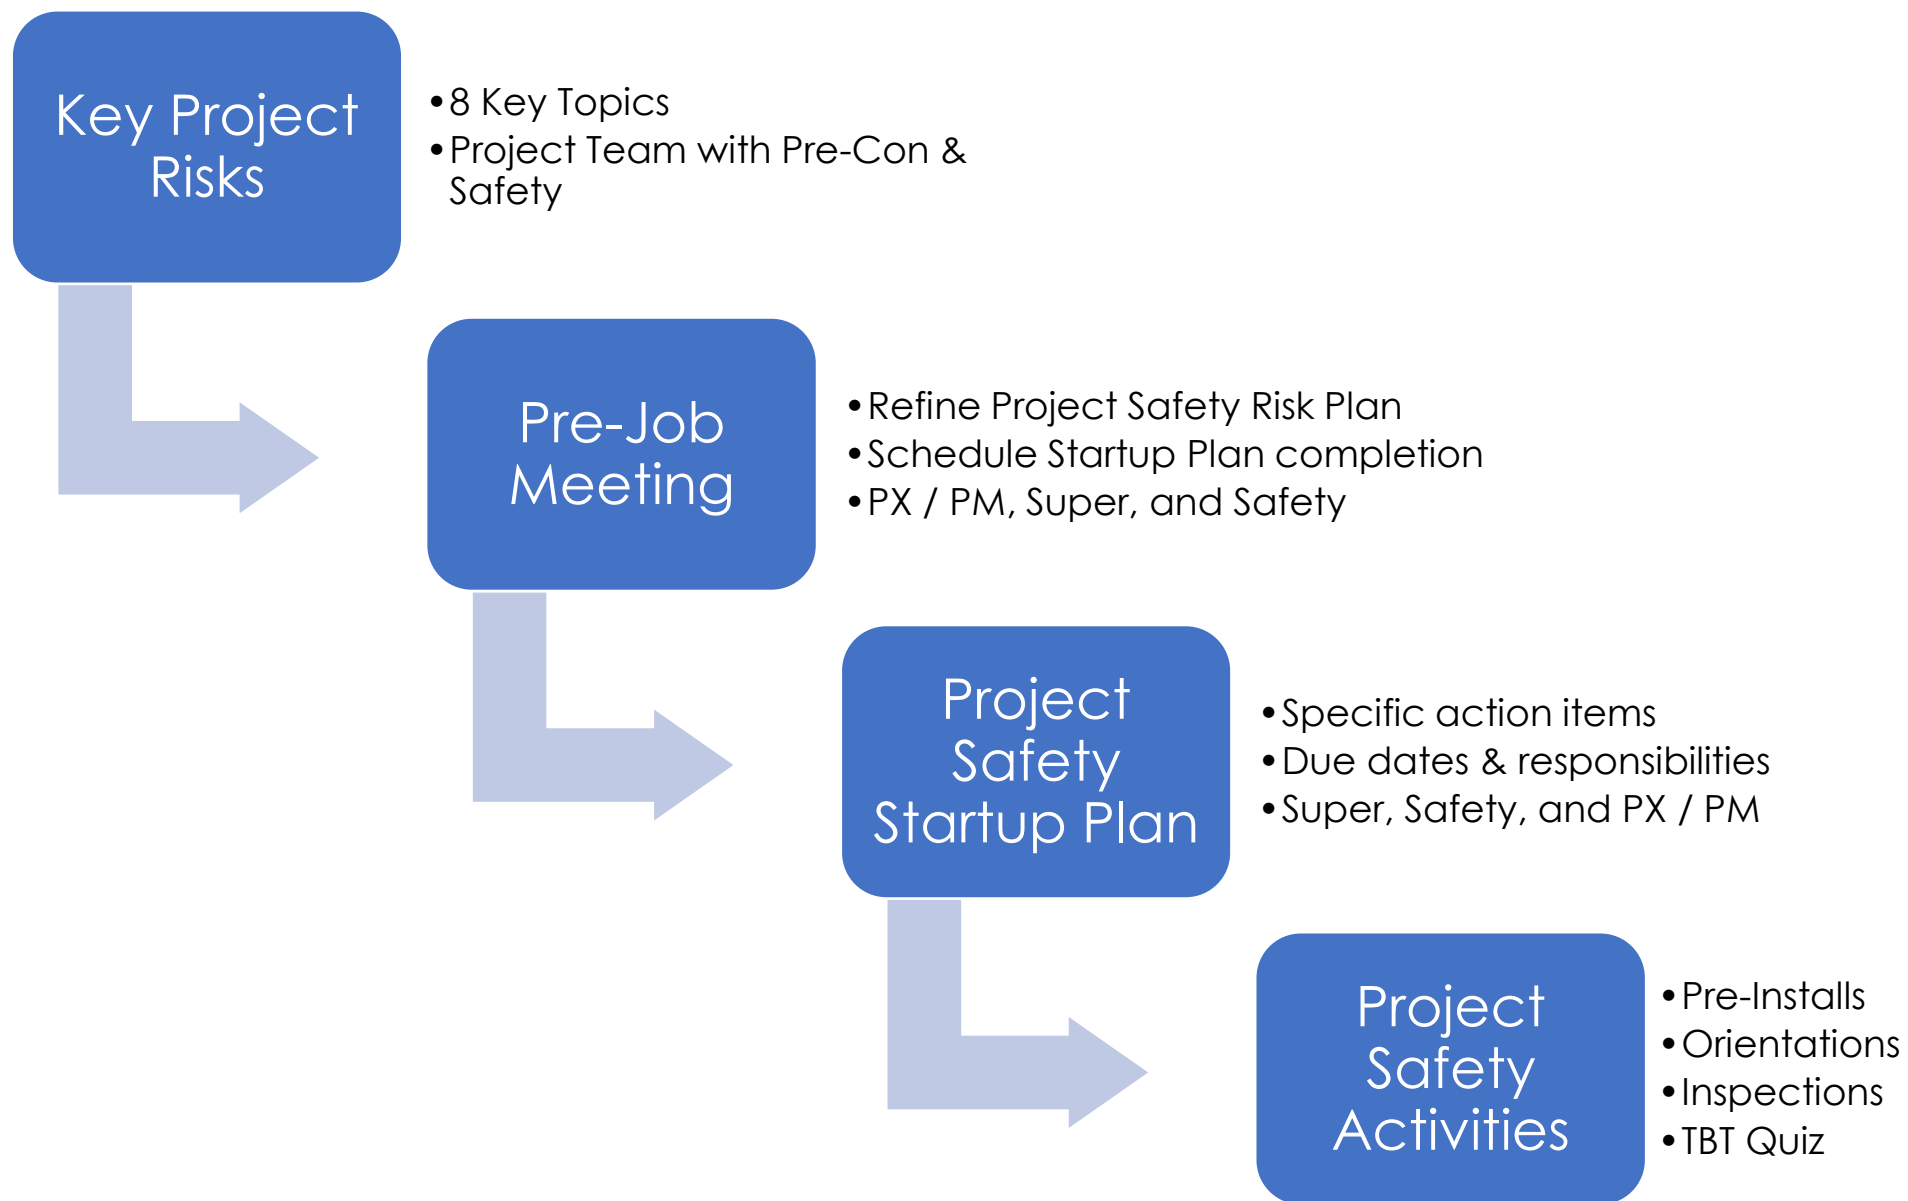 Key Project
Risks
•8 Key Topics
•Project Team with Pre-Con &
Safety
Pre-Job
Meeting
•Refine Project Safety Risk Plan
•Schedule Startup Plan completion
•PX / PM, Super, and Safety
Project
Safety
Startup Plan
•Specific action items
•Due dates & responsibilities
•Super, Safety, and PX / PM
Project
Safety
Activities
•Pre-Installs
•Orientations
•Inspections
•TBT Quiz